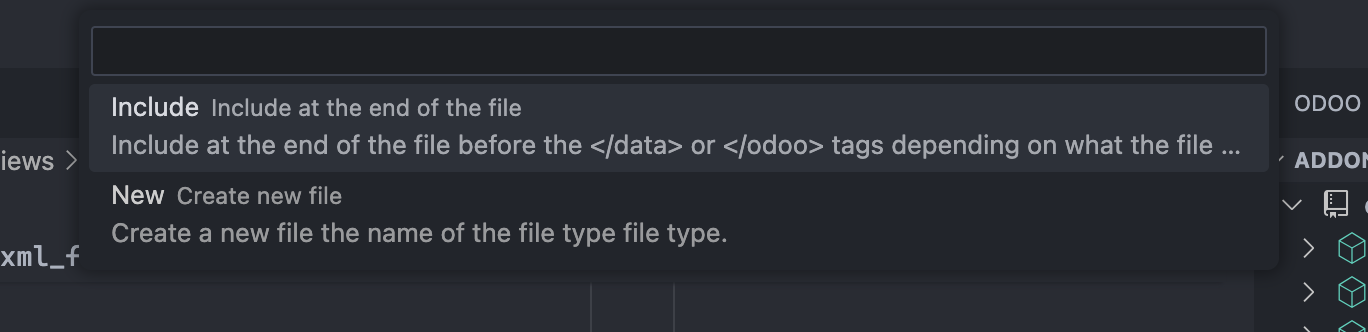 Include Include at the end of the file
ODOO
Include at the end of the file before the </data> or </odoo> tags depending on what the file ...
iews >
ADDON
New Create new file
Create a new file the name of the file type file type.
xml_f